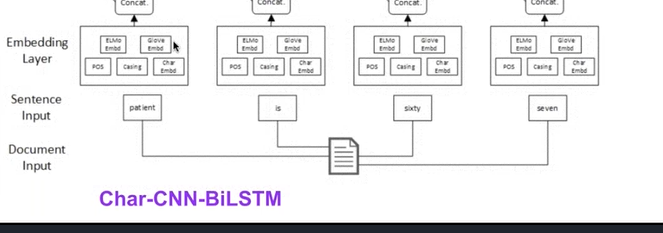 Concat. Concat. Concat. Concat.
Embedding Layer
ELMo Embd GloVe Embd
POS Casing Char Embd
ELMo Embd GloVe Embd
POS Casing Char Embd
ELMo Embd GloVe Embd
POS Casing Char Embd
ELMo Embd GloVe Embd
POS Casing Char Embd
Sentence Input
patient is sixty seven
Document Input
Char-CNN-BiLSTM